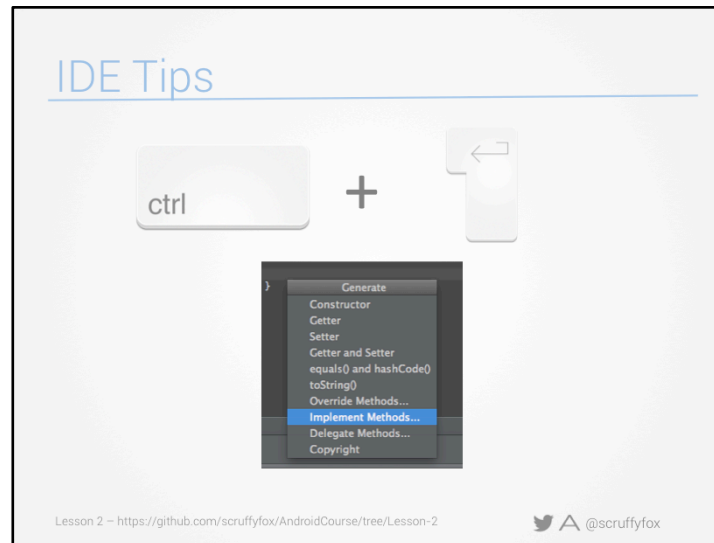 IDE Tips
ctrl
+
}
Generate
Constructor
Getter
Setter
Getter and Setter
equals() and hashCode()
toString()
Override Methods...
Implement Methods...
Delegate Methods...
Copyright
Lesson 2 – https://github.com/scruffyfox/AndroidCourse/tree/Lesson-2
@scruffyfox